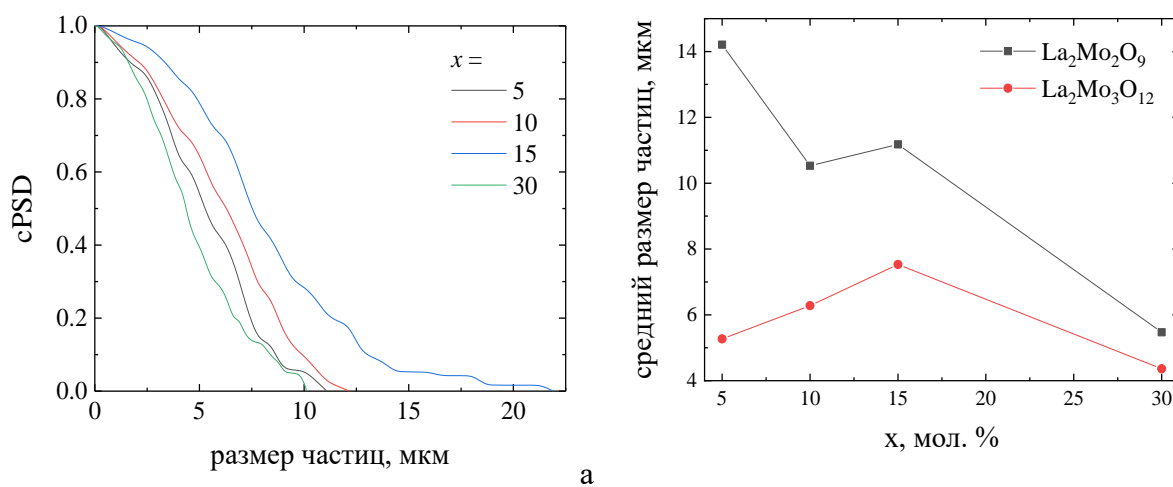 cPSD
1.0
0.8
0.6
0.4
0.2
0.0
x =
5
10
15
30
0 5 10 15 20
размер частиц, мкм
средний размер частиц, мкм
14
12
10
8
6
4
La₂Mo₂O₉
La₂Mo₃O₁₂
5 10 15 20 25 30
x, мол. %
а